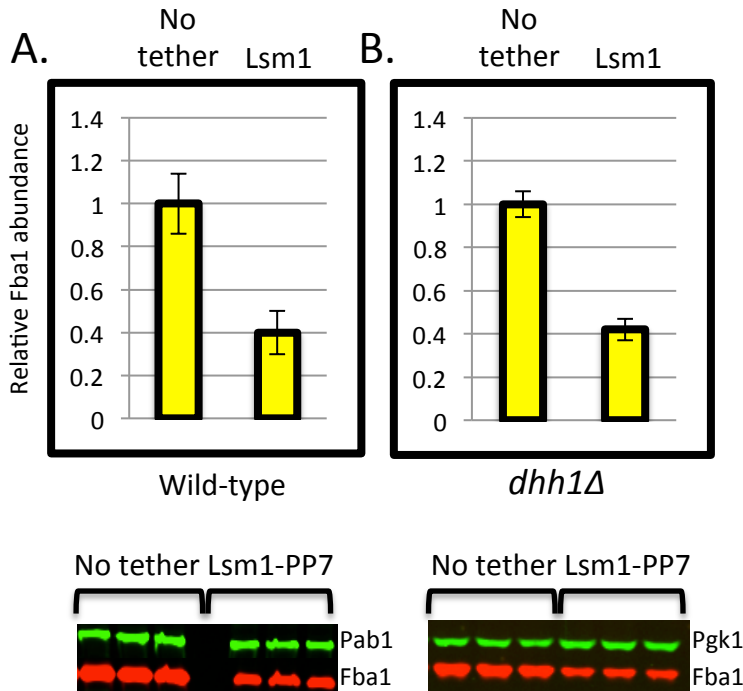 A.
No
tether
Lsm1
B.
No
tether
Lsm1
Relative Fba1 abundance
1.4
1.2
1
0.8
0.6
0.4
0.2
0
1.4
1.2
1
0.8
0.6
0.4
0.2
0
Wild-type
dhh1Δ
No tether Lsm1-PP7
Pab1
Fba1
No tether Lsm1-PP7
Pgk1
Fba1